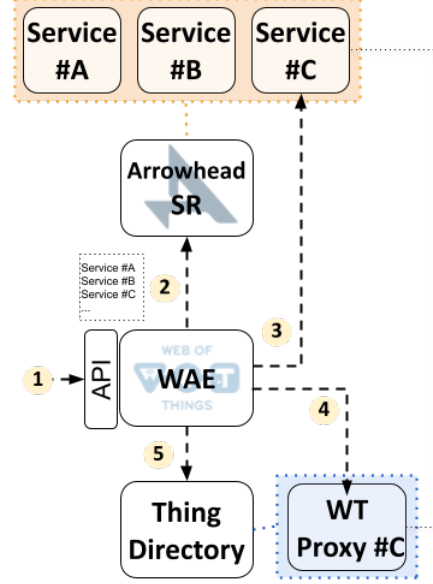 Service
#A
Service
#B
Service
#C
Arrowhead
SR
Service #A
Service #B
Service #C
...
2
3
1
API
WEB OF
WOT
WAE
THINGS
4
5
Thing
Directory
WT
Proxy #C